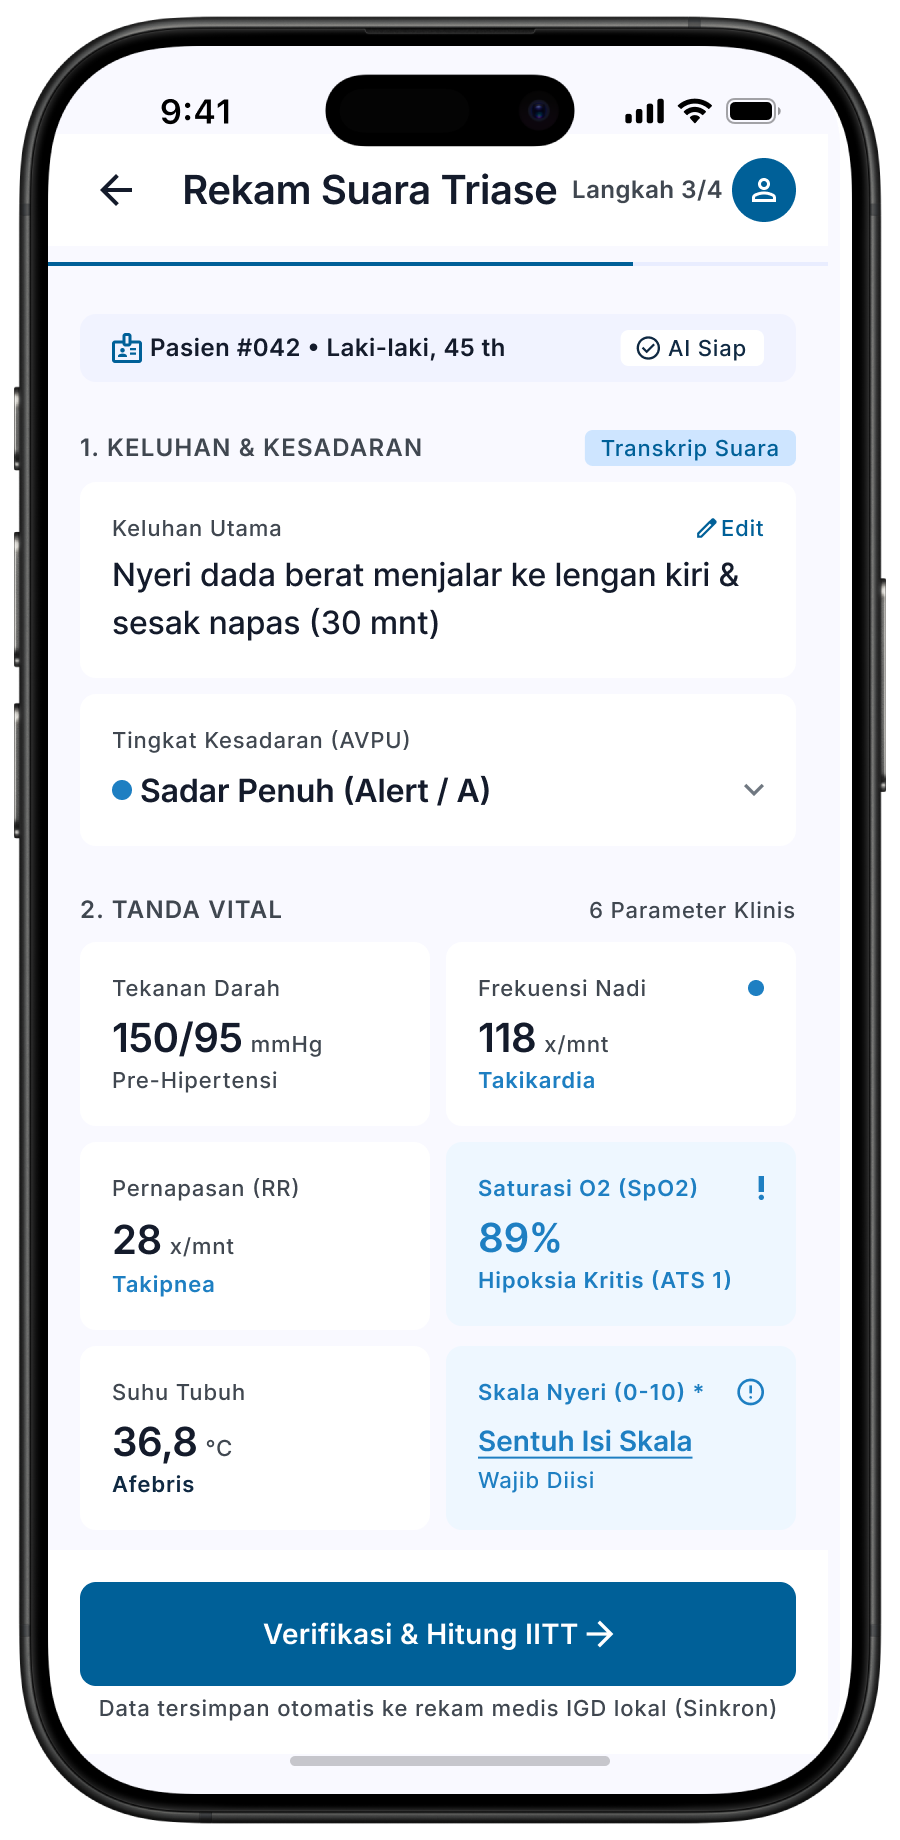 9:41
Rekam Suara Triase
Langkah 3/4
Pasien #042 • Laki-laki, 45 th
AI Siap
1. KELUHAN & KESADARAN
Transkrip Suara
Keluhan Utama
Edit
Nyeri dada berat menjalar ke lengan kiri &
sesak napas (30 mnt)
Tingkat Kesadaran (AVPU)
Sadar Penuh (Alert / A)
2. TANDA VITAL
6 Parameter Klinis
Tekanan Darah
150/95 mmHg
Pre-Hipertensi
Frekuensi Nadi
118 x/mnt
Takikardia
Pernapasan (RR)
28 x/mnt
Takipnea
Saturasi O2 (SpO2)
89%
Hipoksia Kritis (ATS 1)
Suhu Tubuh
36,8 °C
Afebris
Skala Nyeri (0-10) *
Sentuh Isi Skala
Wajib Diisi
Verifikasi & Hitung IITT →
Data tersimpan otomatis ke rekam medis IGD lokal (Sinkron)